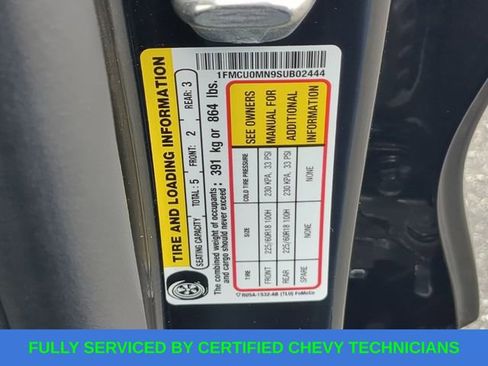 1FMCU0MN9SUB02444
TIRE AND LOADING INFORMATION
SEATING CAPACITY TOTAL: 5 FRONT: 2 REAR: 3
The combined weight of occupants and cargo should never exceed: 391 kg or 864 lbs.
TIRE SIZE COLD TIRE PRESSURE
FRONT 225/60R18 100H 230 KPA, 33 PSI
REAR 225/60R18 100H 230 KPA, 33 PSI
SPARE NONE NONE
SEE OWNERS
MANUAL FOR
ADDITIONAL
INFORMATION
FULLY SERVICED BY CERTIFIED CHEVY TECHNICIANS